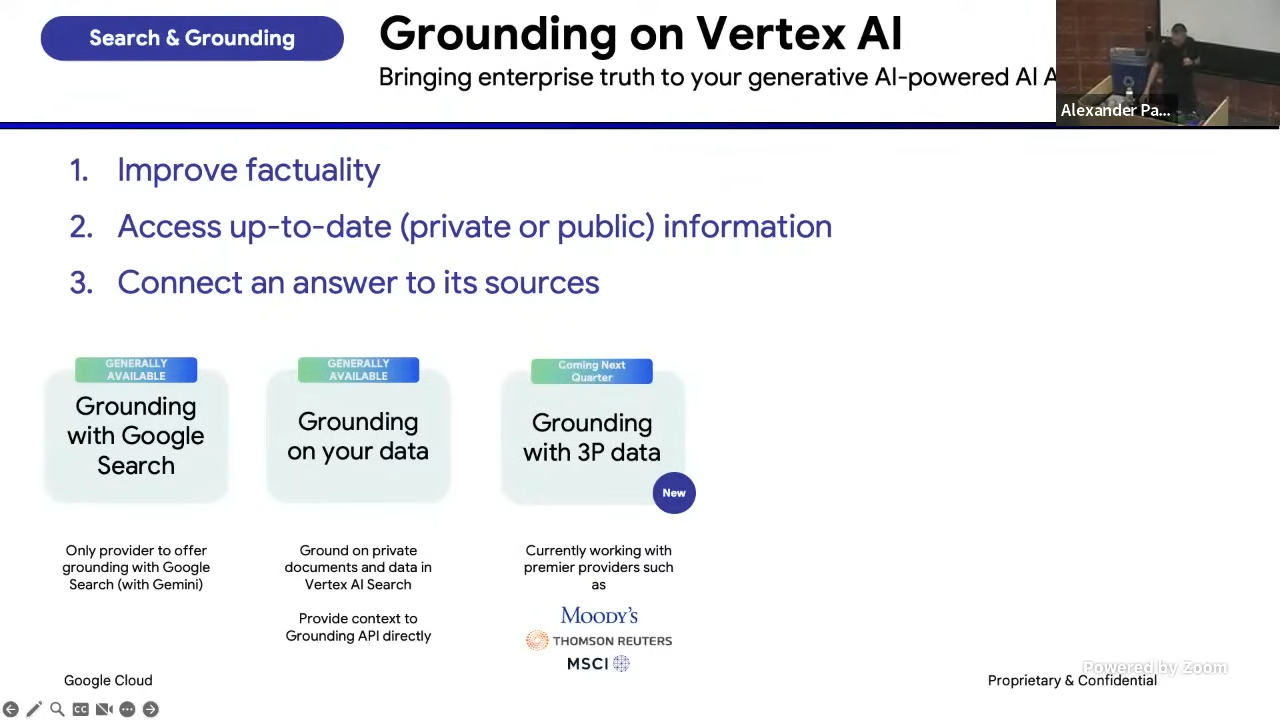 Search & Grounding
Grounding on Vertex AI
Bringing enterprise truth to your generative AI-powered AI A
Alexander Pa...
1. Improve factuality
2. Access up-to-date (private or public) information
3. Connect an answer to its sources
GENERALLY
AVAILABLE
Grounding
with Google
Search
Only provider to offer
grounding with Google
Search (with Gemini)
GENERALLY
AVAILABLE
Grounding
on your data
Ground on private
documents and data in
Vertex AI Search
Provide context to
Grounding API directly
Coming Next
Quarter
Grounding
with 3P data
New
Currently working with
premier providers such
as
MOODY'S
THOMSON REUTERS
MSCI
Google Cloud
Powered by Zoom
Proprietary & Confidential
CC